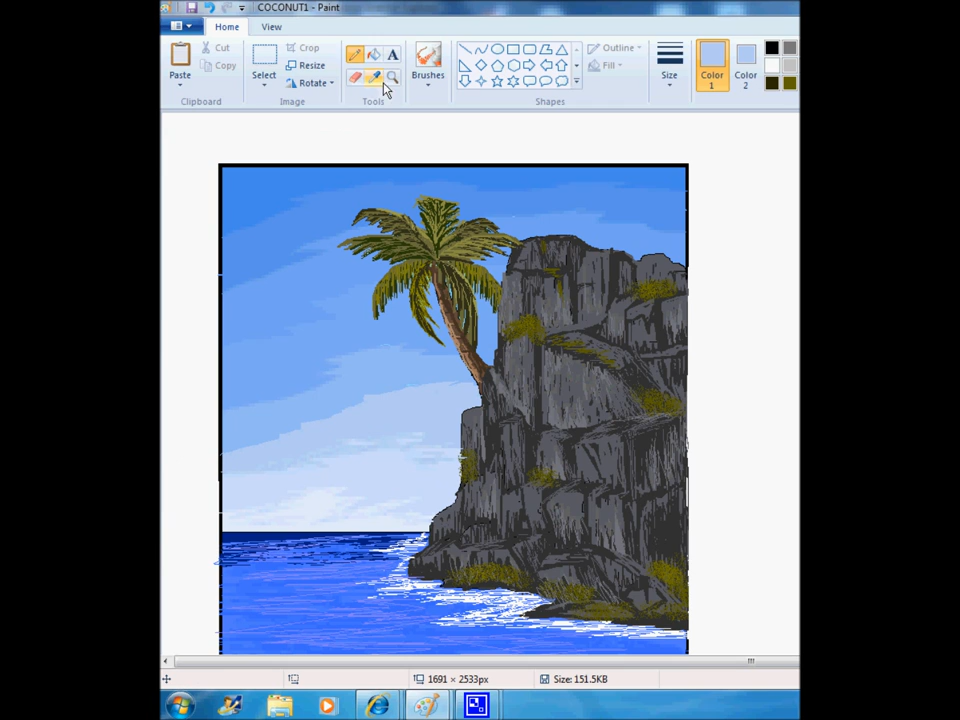 COCONUT1 - Paint
Home View
Cut
Copy
Paste
Clipboard
Select
Crop
Resize
Rotate
Image
A
Tools
Brushes
Outline
Fill
Shapes
Size
Color
1
Color
2
1691 × 2533px
Size: 151.5KB